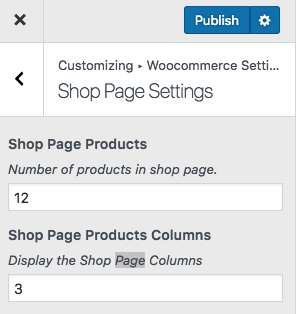 Publish
Customizing ▸ Woocommerce Setti...
Shop Page Settings
Shop Page Products
Number of products in shop page.
12
Shop Page Products Columns
Display the Shop Page Columns
3